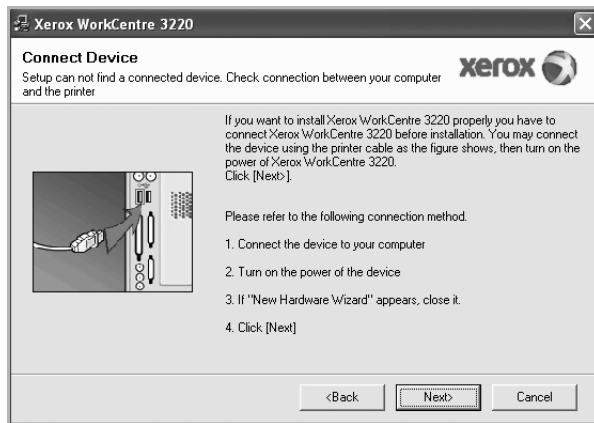 Xerox WorkCentre 3220
Connect Device
Setup can not find a connected device. Check connection between your computer
and the printer
xerox
If you want to install Xerox WorkCentre 3220 properly you have to
connect Xerox WorkCentre 3220 before installation. You may connect
the device using the printer cable as the figure shows, then turn on the
power of Xerox WorkCentre 3220.
Click [Next>].
Please refer to the following connection method.
1. Connect the device to your computer
2. Turn on the power of the device
3. If "New Hardware Wizard" appears, close it.
4. Click [Next]
<Back
Next>
Cancel